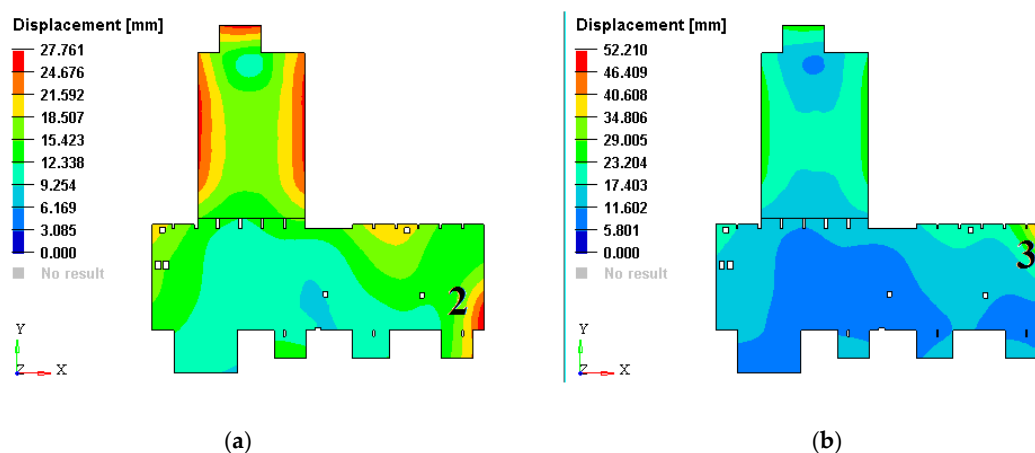 Displacement [mm]
27.761
24.676
21.592
18.507
15.423
12.338
9.254
6.169
3.085
0.000
No result
2
Y
Z
X
(a)
Displacement [mm]
52.210
46.409
40.608
34.806
29.005
23.204
17.403
11.602
5.801
0.000
No result
3
Y
Z
X
(b)